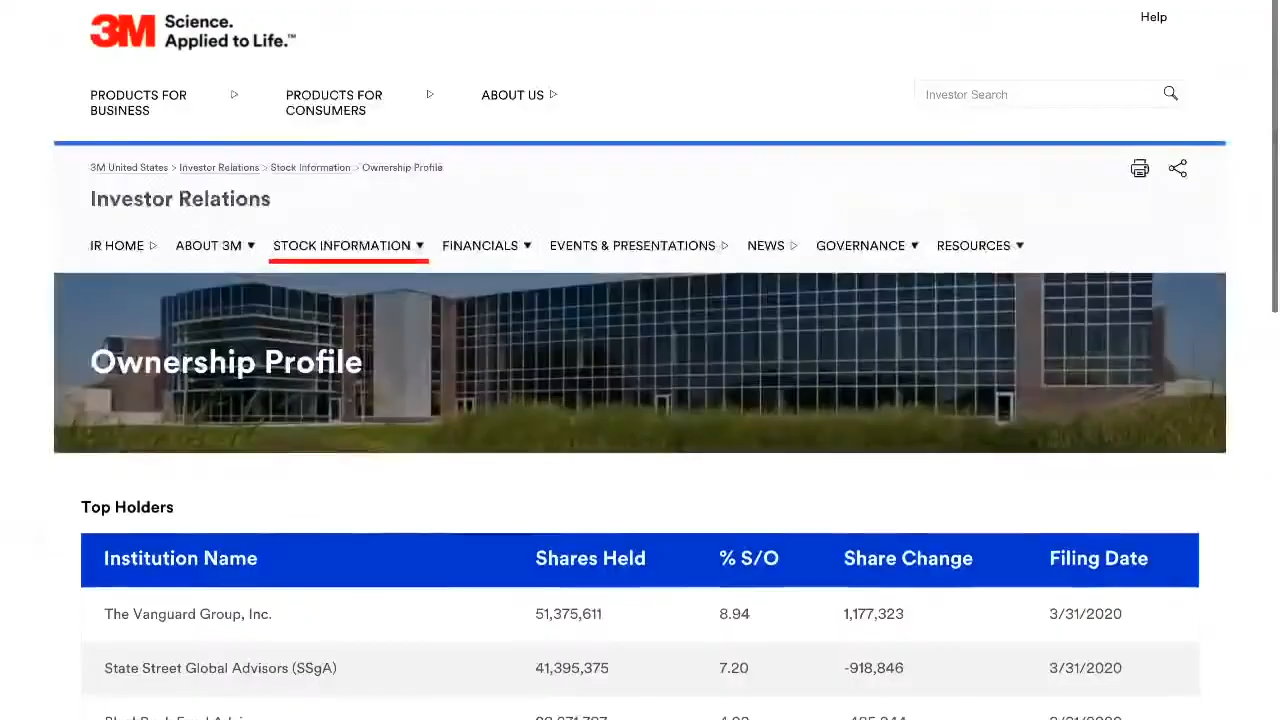 3M Science.
Applied to Life.™
Help
PRODUCTS FOR
BUSINESS
PRODUCTS FOR
CONSUMERS
ABOUT US
Investor Search
3M United States > Investor Relations > Stock Information > Ownership Profile
Investor Relations
IR HOME ABOUT 3M STOCK INFORMATION FINANCIALS EVENTS & PRESENTATIONS NEWS GOVERNANCE RESOURCES
Ownership Profile
Top Holders
Institution Name Shares Held % S/O Share Change Filing Date
The Vanguard Group, Inc. 51,375,611 8.94 1,177,323 3/31/2020
State Street Global Advisors (SSgA) 41,395,375 7.20 -918,846 3/31/2020